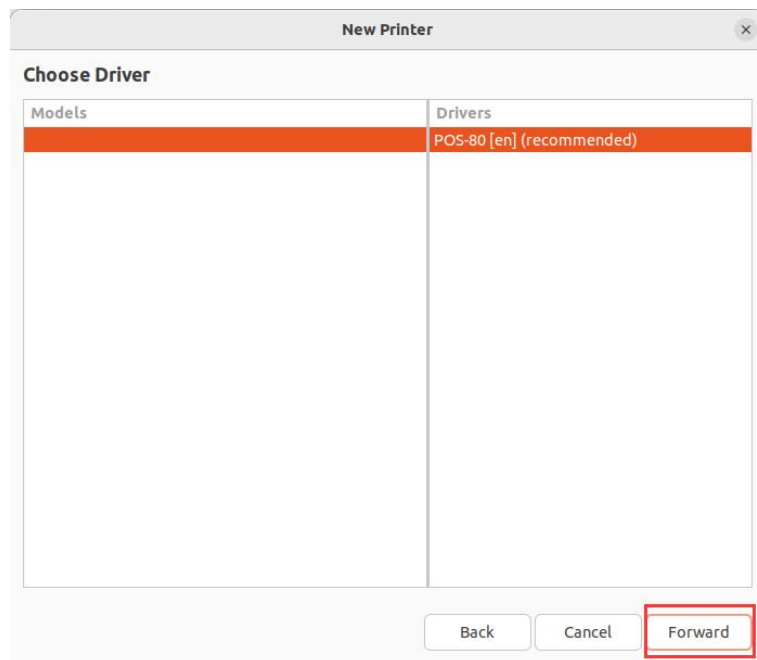 New Printer
Choose Driver
Models
Drivers
POS-80 [en] (recommended)
Back
Cancel
Forward